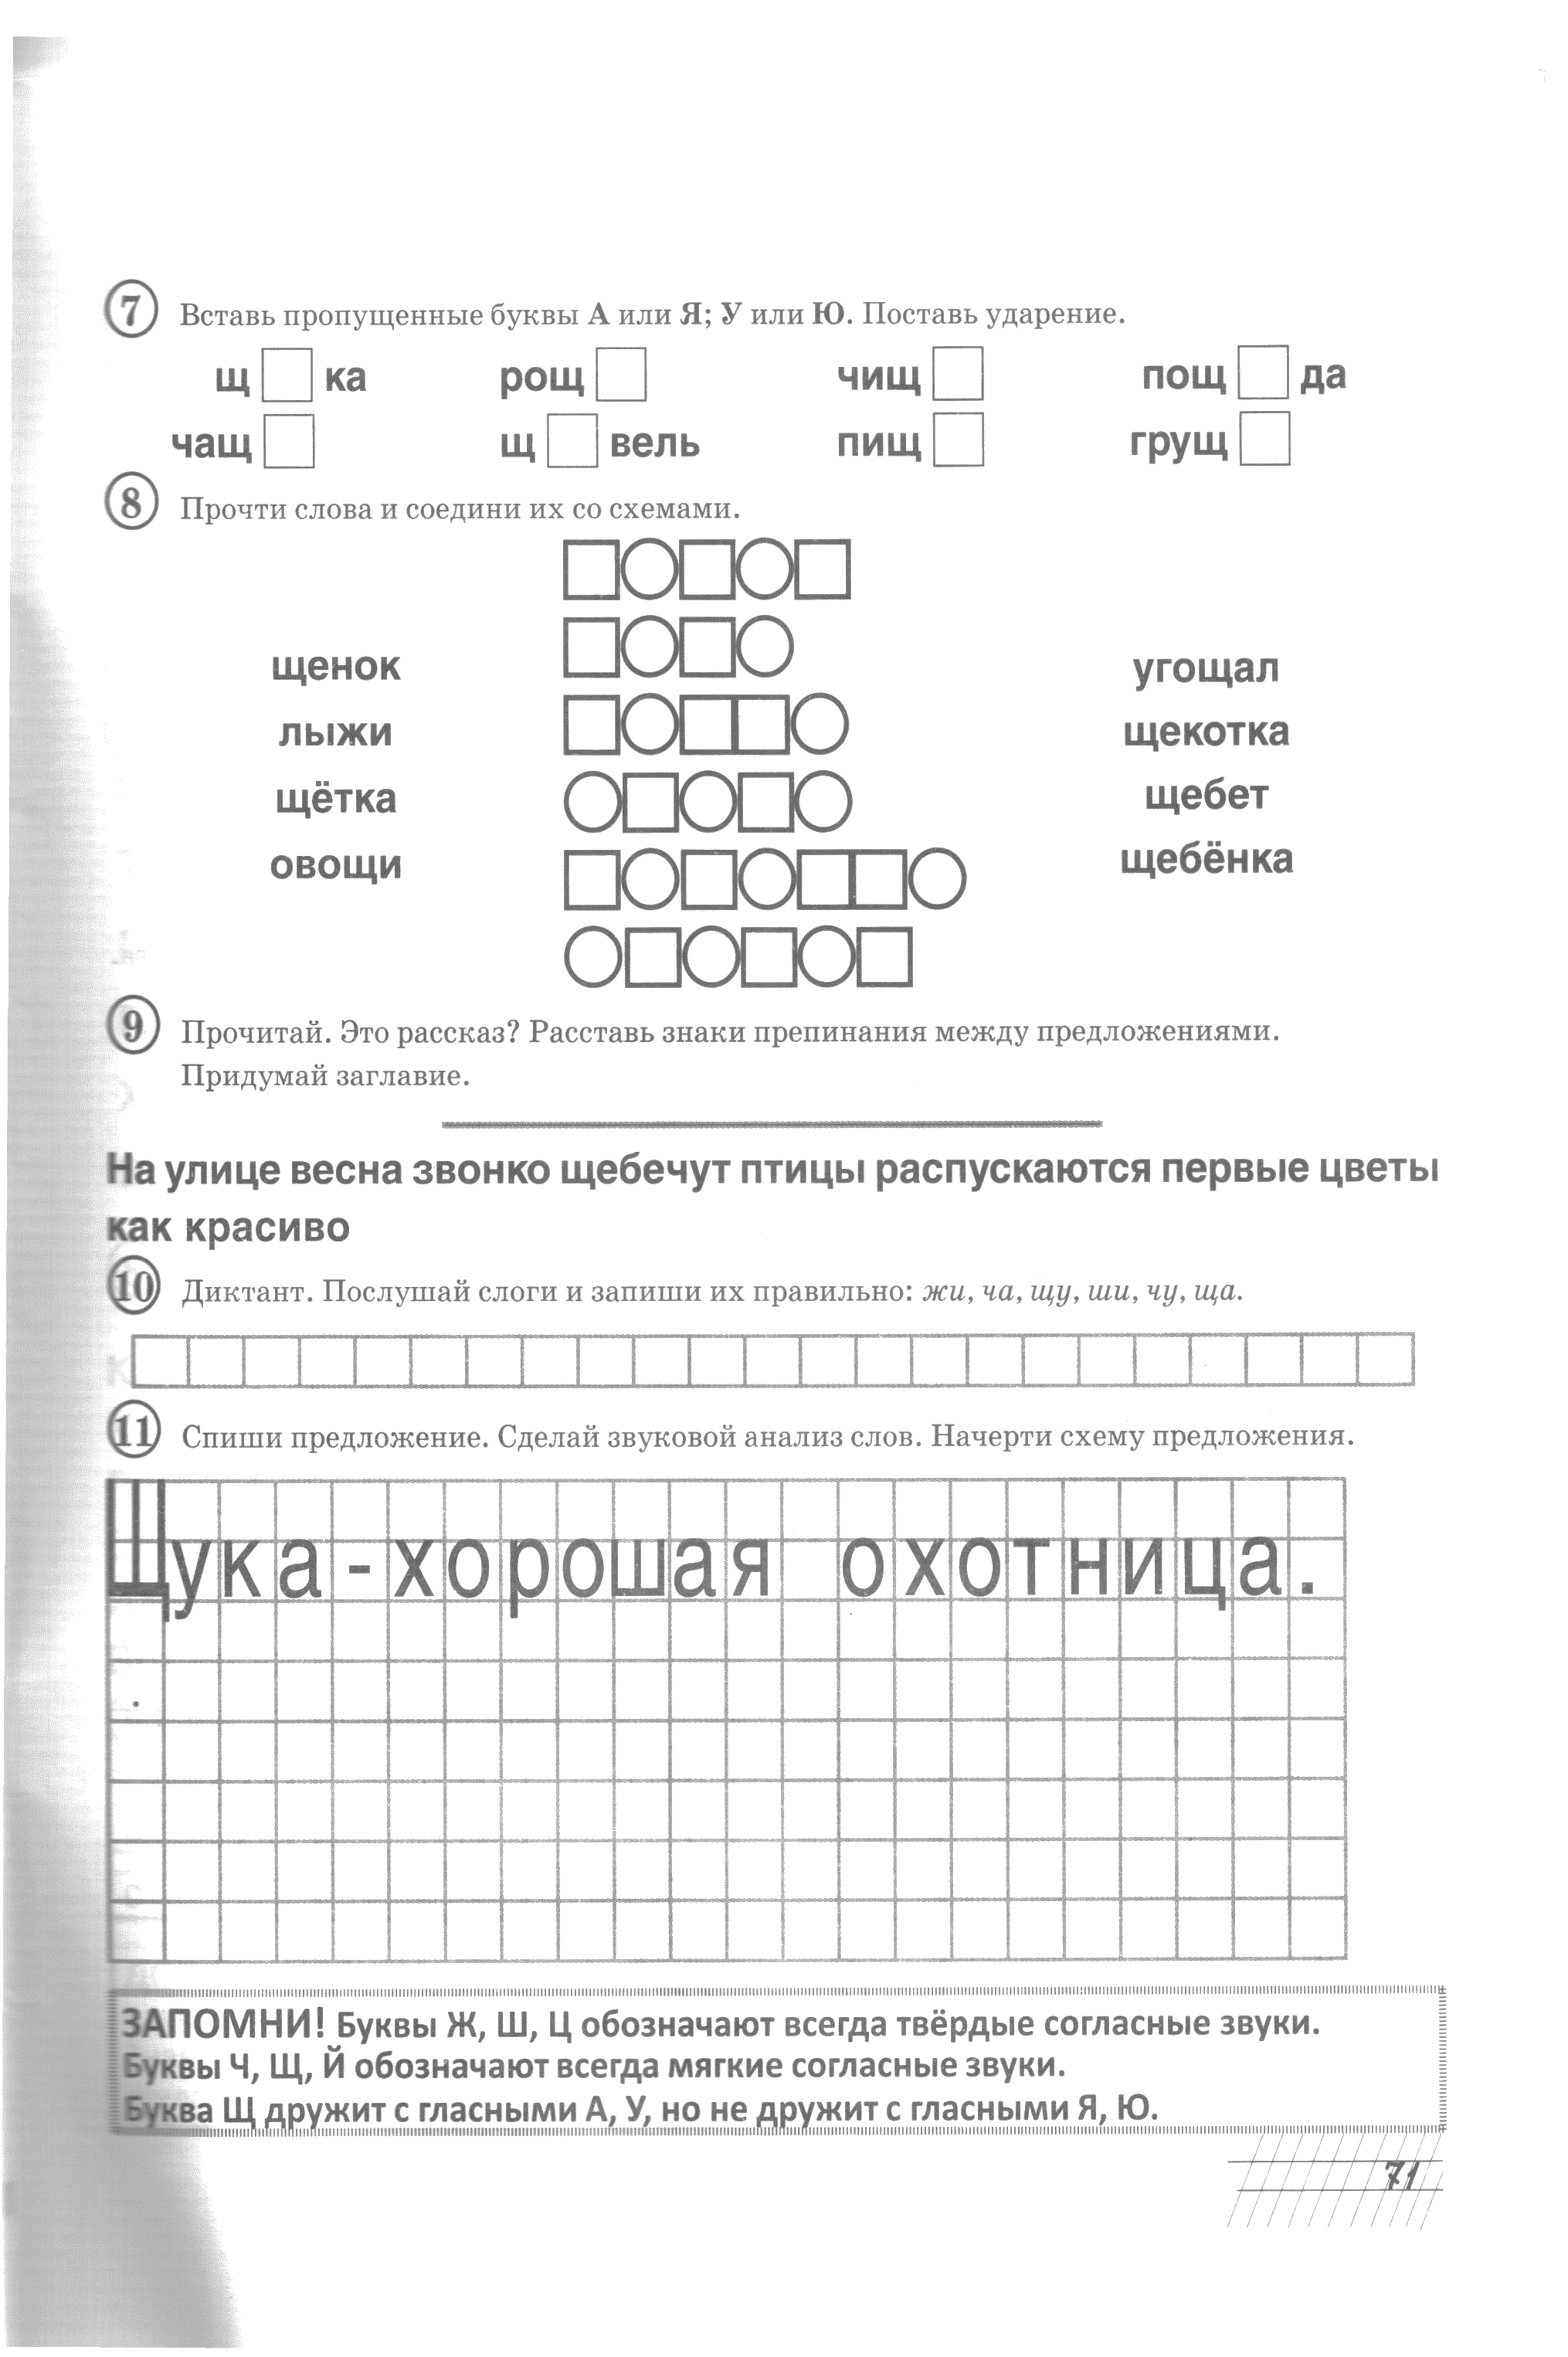 7 Вставь пропущенные буквы А или Я; У или Ю. Поставь ударение.
щ ка рощ чищ пощ да
чащ щ вель пищ грущ
8 Прочти слова и соедини их со схемами.
щенок угощал
лыжи щекотка
щётка щебет
овощи щебёнка
9 Прочитай. Это рассказ? Расставь знаки препинания между предложениями.
Придумай заглавие.
На улице весна звонко щебечут птицы распускаются первые цветы
как красиво
10 Диктант. Послушай слоги и запиши их правильно: жи, ча, щу, ши, чу, ща.
11 Спиши предложение. Сделай звуковой анализ слов. Начерти схему предложения.
Щука-хорошая охотница.
ЗАПОМНИ! Буквы Ж, Ш, Ц обозначают всегда твёрдые согласные звуки.
Буквы Ч, Щ, Й обозначают всегда мягкие согласные звуки.
Буква Щ дружит с гласными А, У, но не дружит с гласными Я, Ю.
71